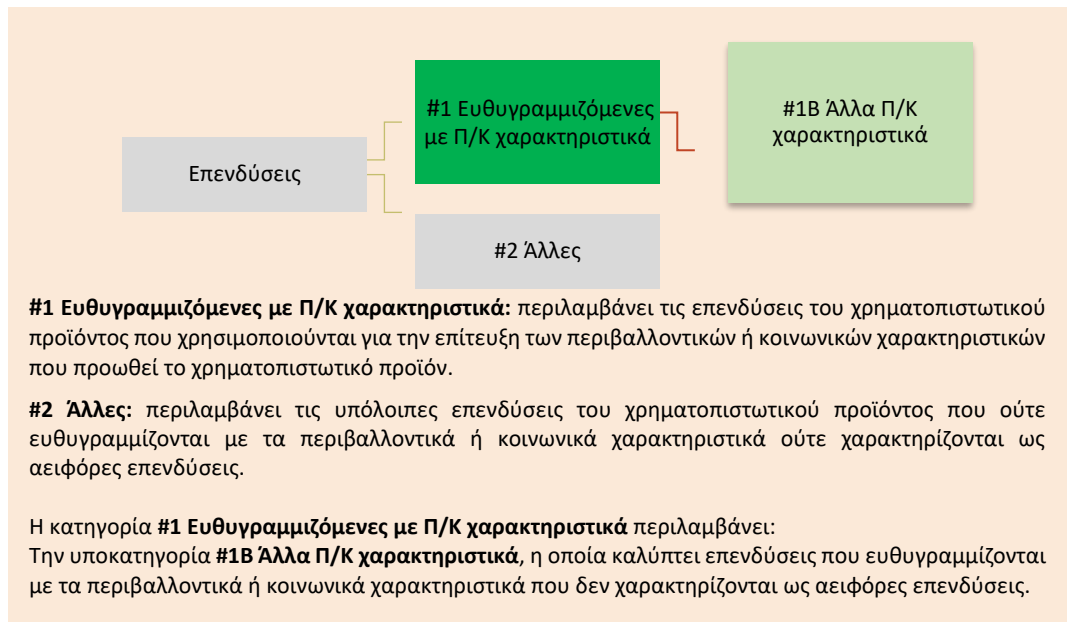 #1 Ευθυγραμμιζόμενες
με Π/Κ χαρακτηριστικά
#1B Άλλα Π/Κ
χαρακτηριστικά
Επενδύσεις
#2 Άλλες
#1 Ευθυγραμμιζόμενες με Π/Κ χαρακτηριστικά: περιλαμβάνει τις επενδύσεις του χρηματοπιστωτικού
προϊόντος που χρησιμοποιούνται για την επίτευξη των περιβαλλοντικών ή κοινωνικών χαρακτηριστικών
που προωθεί το χρηματοπιστωτικό προϊόν.
#2 Άλλες: περιλαμβάνει τις υπόλοιπες επενδύσεις του χρηματοπιστωτικού προϊόντος που ούτε
ευθυγραμμίζονται με τα περιβαλλοντικά ή κοινωνικά χαρακτηριστικά ούτε χαρακτηρίζονται ως
αειφόρες επενδύσεις.
Η κατηγορία #1 Ευθυγραμμιζόμενες με Π/Κ χαρακτηριστικά περιλαμβάνει:
Την υποκατηγορία #1B Άλλα Π/Κ χαρακτηριστικά, η οποία καλύπτει επενδύσεις που ευθυγραμμίζονται
με τα περιβαλλοντικά ή κοινωνικά χαρακτηριστικά που δεν χαρακτηρίζονται ως αειφόρες επενδύσεις.